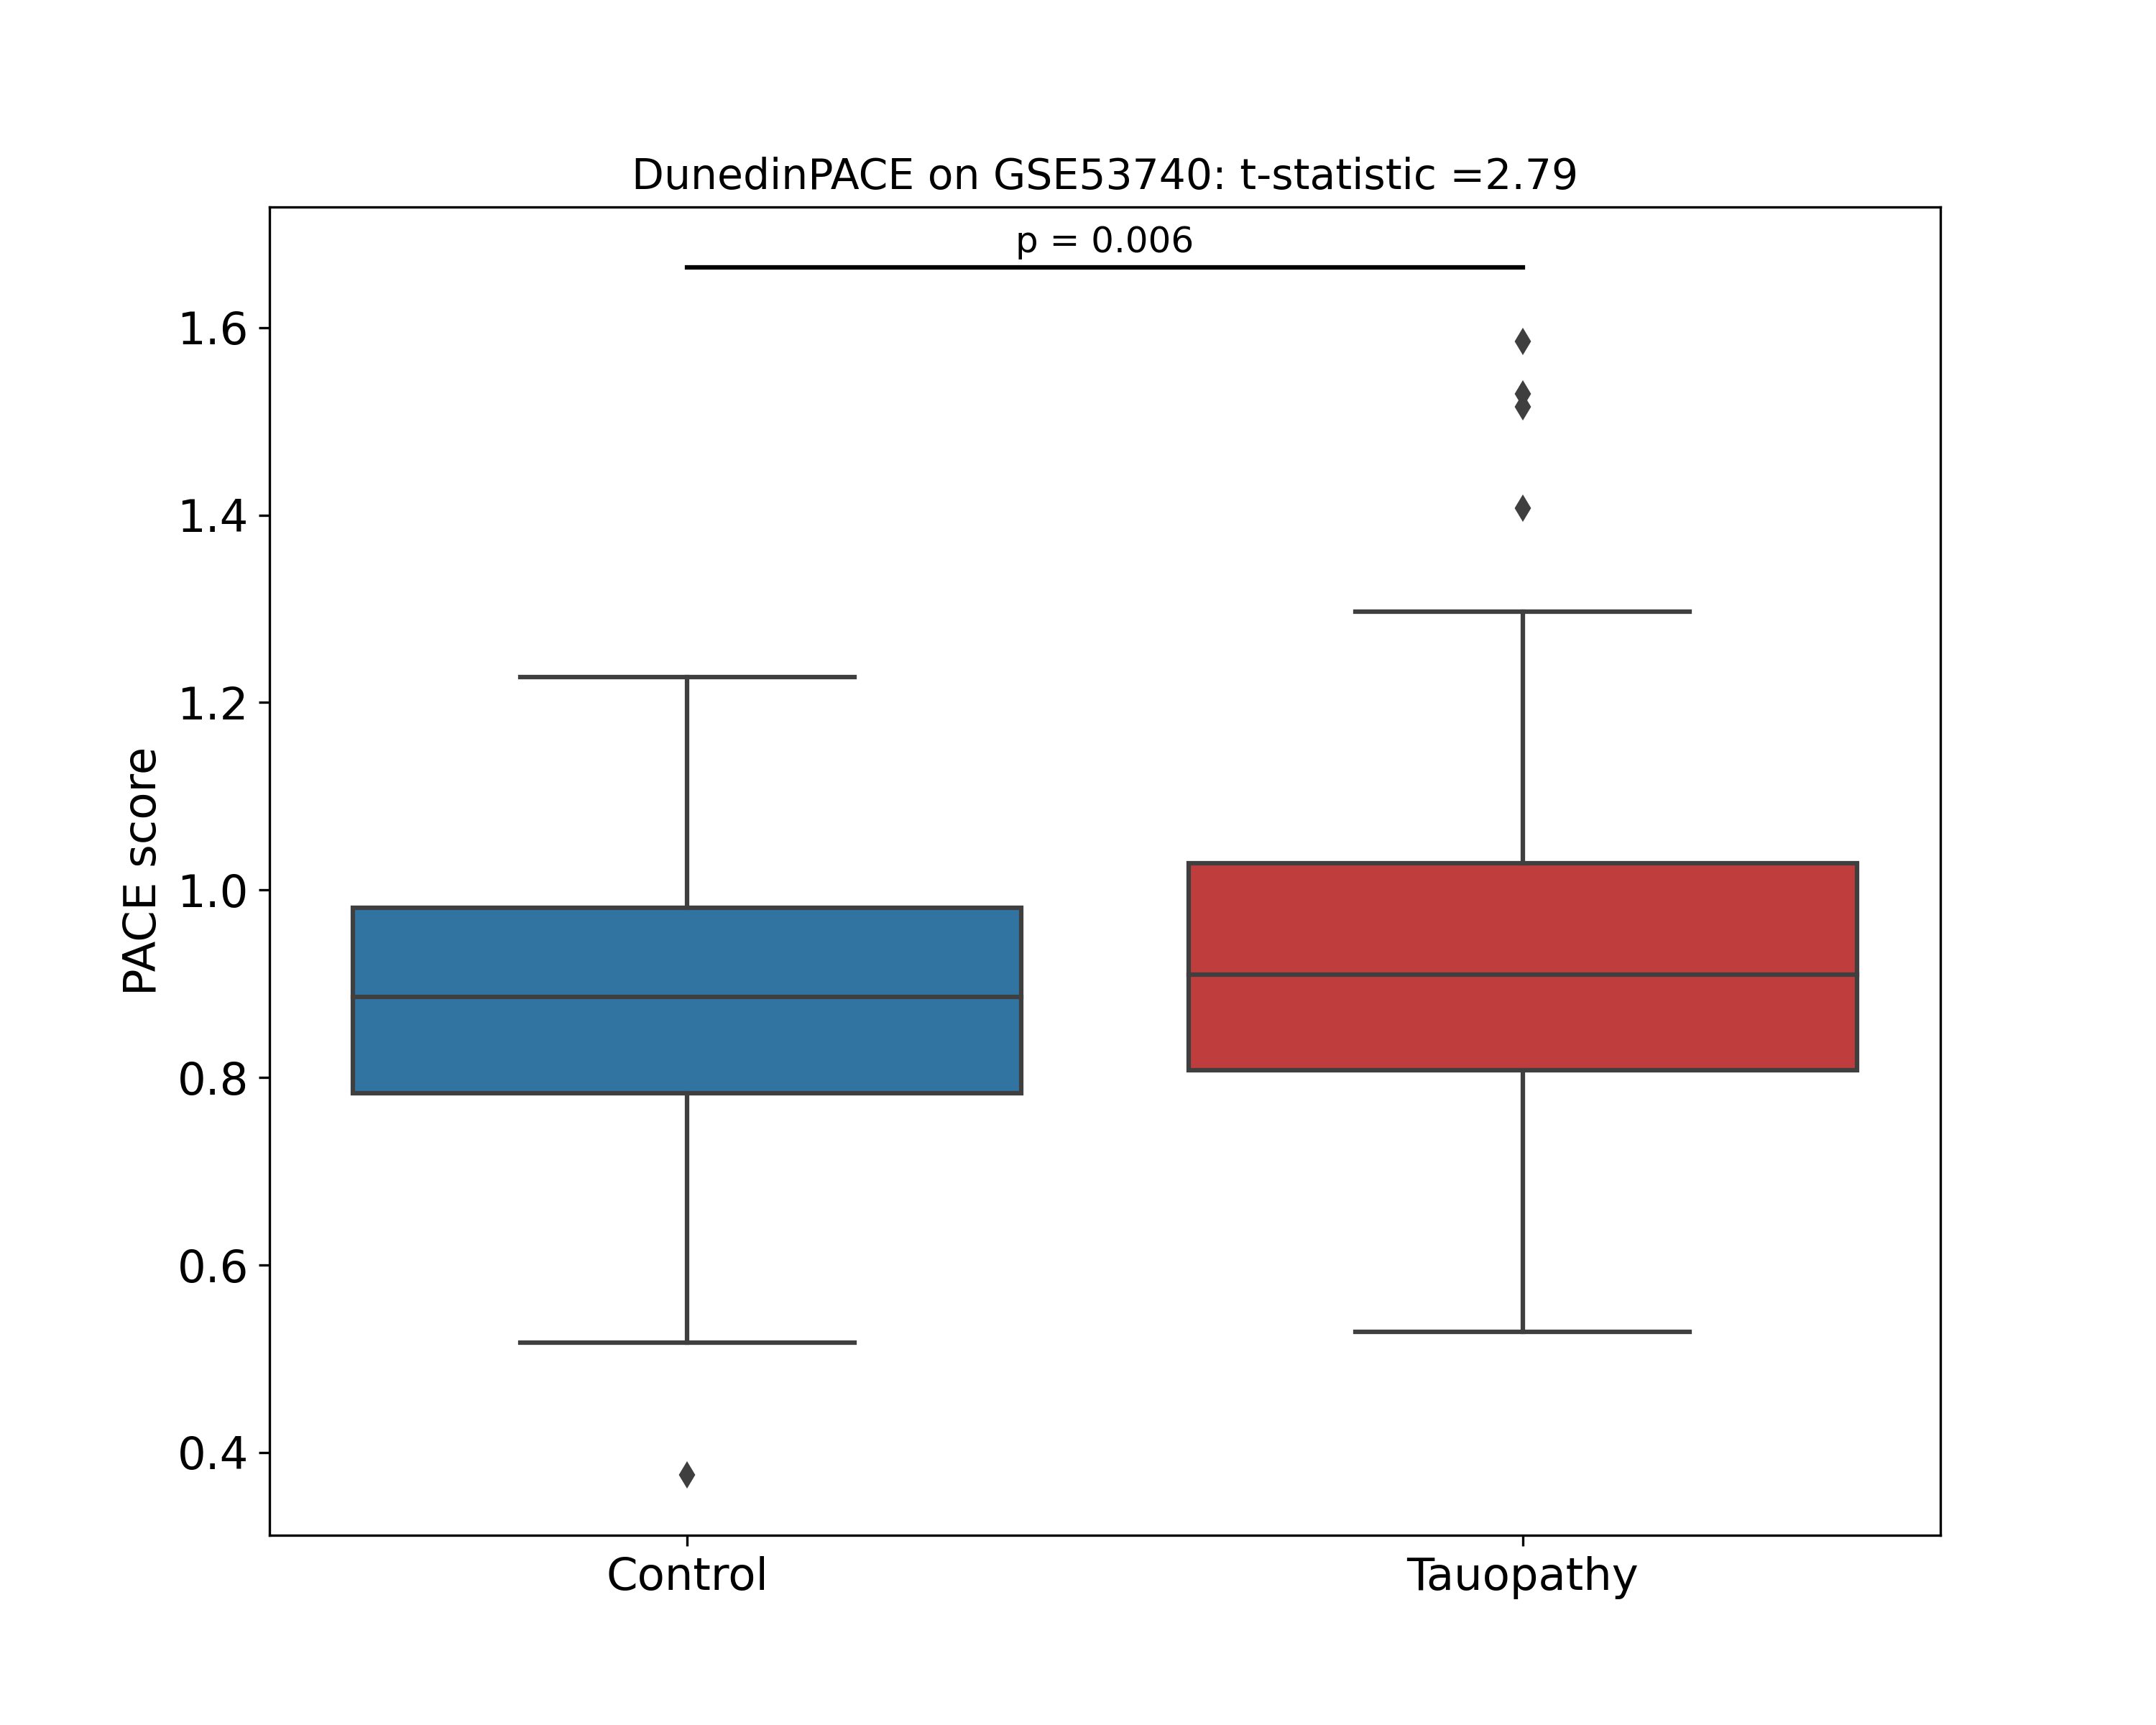 DunedinPACE on GSE53740: t-statistic =2.79
p = 0.006
1.6
1.4
1.2
1.0
0.8
0.6
0.4
PACE score
Control
Tauopathy